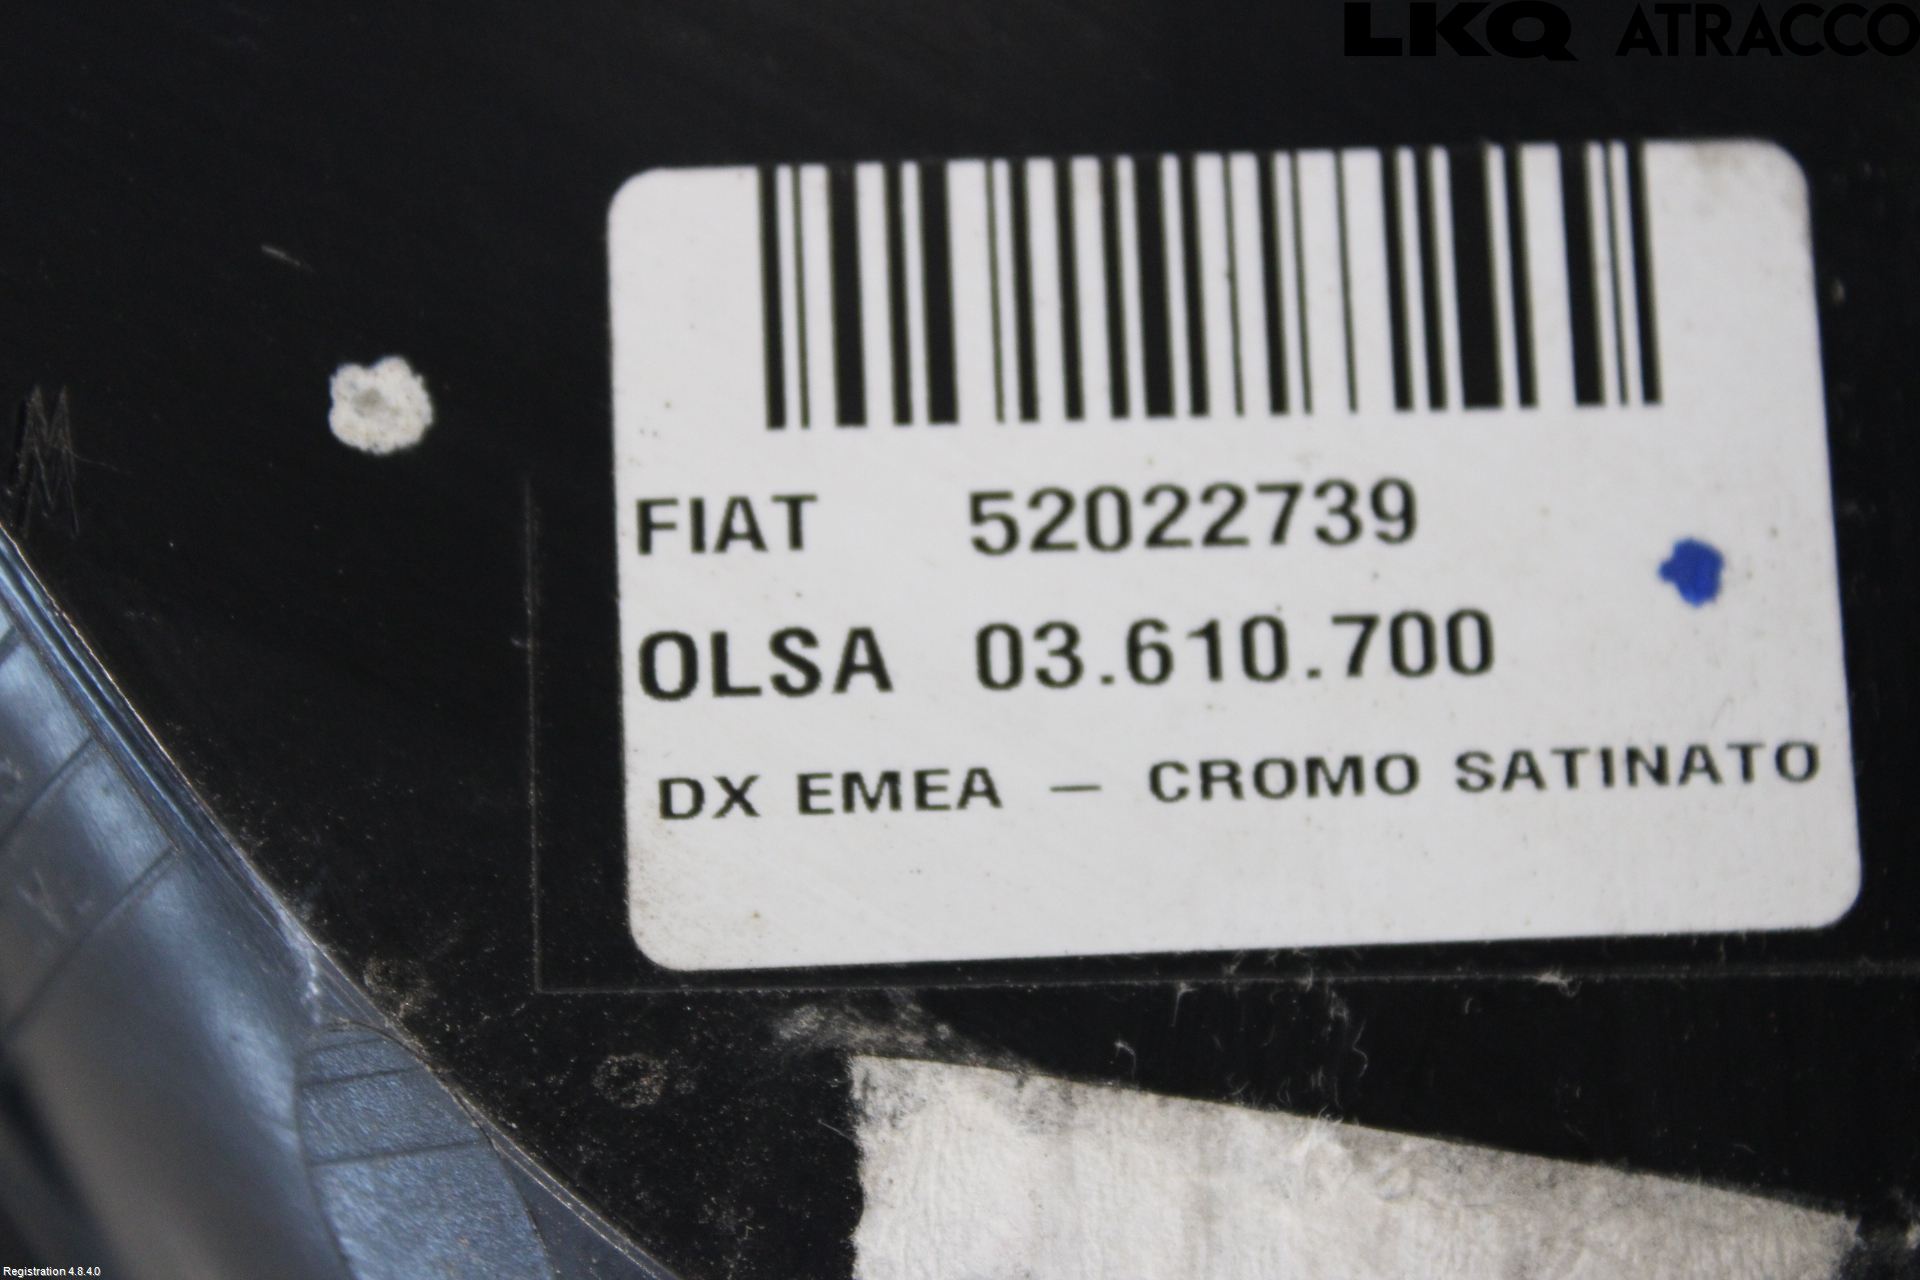 LKQ ATRACCO
FIAT 52022739
OLSA 03.610.700
DX EMEA – CROMO SATINATO
Registration 4.8.4.0